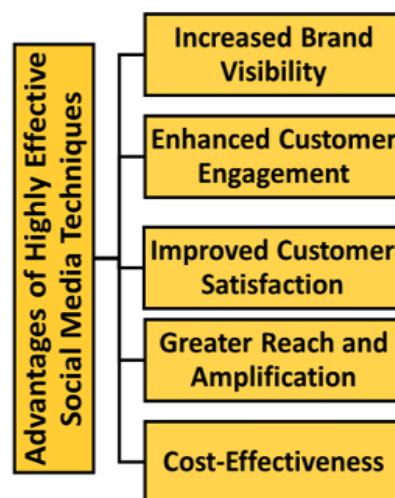 Advantages of Highly Effective
Social Media Techniques
Increased Brand
Visibility
Enhanced Customer
Engagement
Improved Customer
Satisfaction
Greater Reach and
Amplification
Cost-Effectiveness